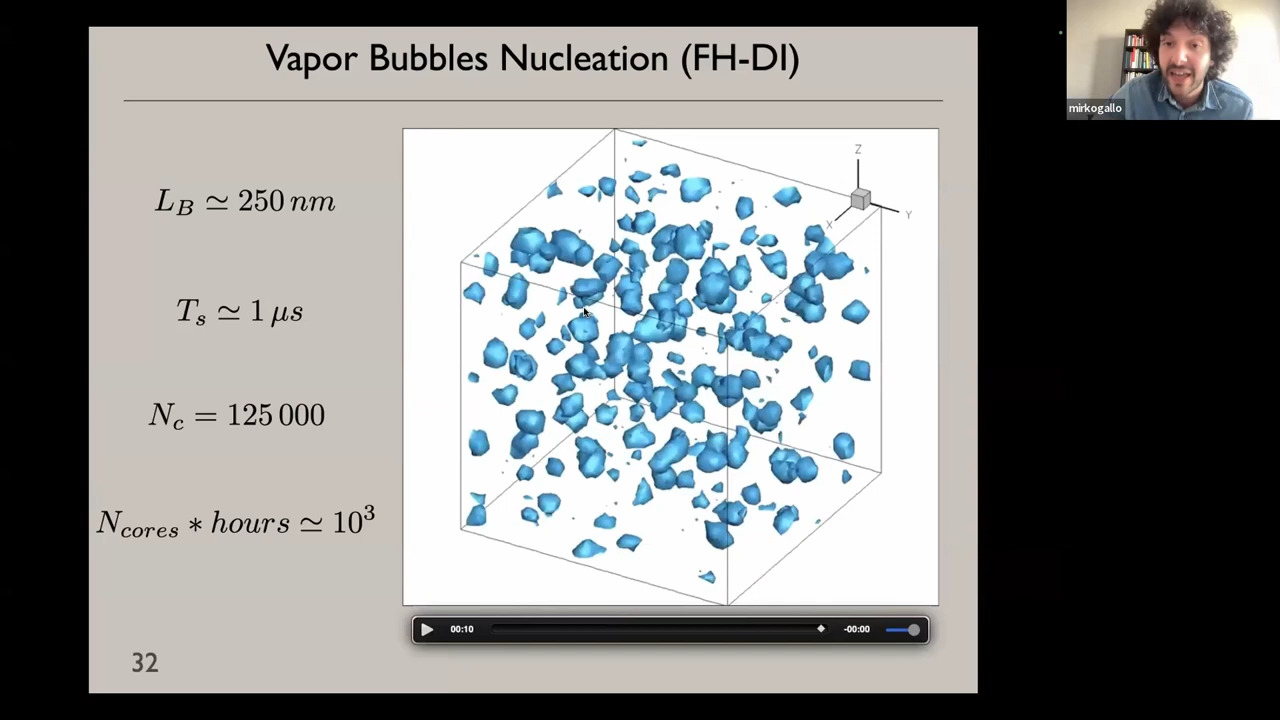 Vapor Bubbles Nucleation (FH-DI)
mirkogallo
L_B ≃ 250 nm
T_s ≃ 1 μs
N_c = 125 000
N_cores * hours ≃ 10^3
Z
X
Y
00:10
-00:00
32